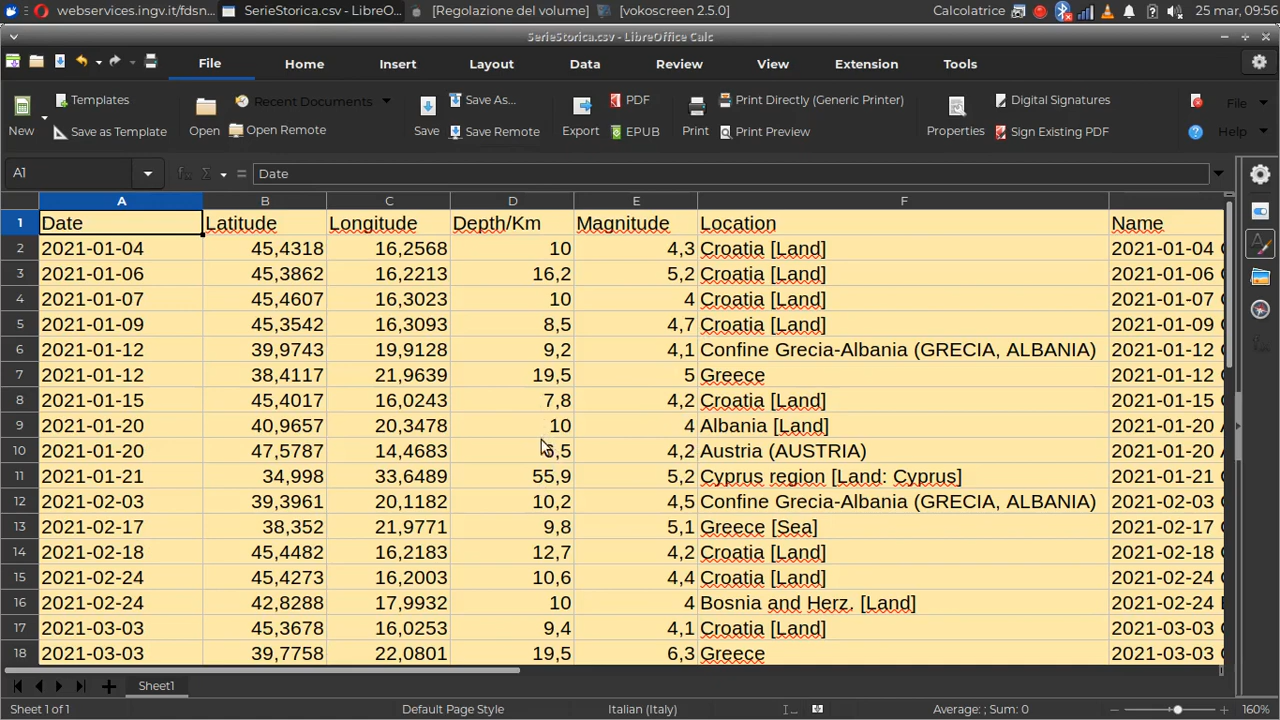 webservices.ingv.it/fdsn... SerieStorica.csv - LibreO... [Regolazione del volume] [vokoscreen 2.5.0] Calcolatrice 25 mar, 09:56
SerieStorica.csv - LibreOffice Calc
File Home Insert Layout Data Review View Extension Tools
Templates Recent Documents Save As... PDF Print Directly (Generic Printer) Digital Signatures File
New Save as Template Open Open Remote Save Save Remote Export EPUB Print Print Preview Properties Sign Existing PDF Help
A1 Date
A B C D E F
1 Date Latitude Longitude Depth/Km Magnitude Location Name
2 2021-01-04 45,4318 16,2568 10 4,3 Croatia [Land] 2021-01-04
3 2021-01-06 45,3862 16,2213 16,2 5,2 Croatia [Land] 2021-01-06
4 2021-01-07 45,4607 16,3023 10 4 Croatia [Land] 2021-01-07
5 2021-01-09 45,3542 16,3093 8,5 4,7 Croatia [Land] 2021-01-09
6 2021-01-12 39,9743 19,9128 9,2 4,1 Confine Grecia-Albania (GRECIA, ALBANIA) 2021-01-12
7 2021-01-12 38,4117 21,9639 19,5 5 Greece 2021-01-12
8 2021-01-15 45,4017 16,0243 7,8 4,2 Croatia [Land] 2021-01-15
9 2021-01-20 40,9657 20,3478 10 4 Albania [Land] 2021-01-20
10 2021-01-20 47,5787 14,4683 4,2 Austria (AUSTRIA) 2021-01-20
11 2021-01-21 34,998 33,6489 55,9 5,2 Cyprus region [Land: Cyprus] 2021-01-21
12 2021-02-03 39,3961 20,1182 10,2 4,5 Confine Grecia-Albania (GRECIA, ALBANIA) 2021-02-03
13 2021-02-17 38,352 21,9771 9,8 5,1 Greece [Sea] 2021-02-17
14 2021-02-18 45,4482 16,2183 12,7 4,2 Croatia [Land] 2021-02-18
15 2021-02-24 45,4273 16,2003 10,6 4,4 Croatia [Land] 2021-02-24
16 2021-02-24 42,8288 17,9932 10 4 Bosnia and Herz. [Land] 2021-02-24
17 2021-03-03 45,3678 16,0253 9,4 4,1 Croatia [Land] 2021-03-03
18 2021-03-03 39,7758 22,0801 19,5 6,3 Greece 2021-03-03
Sheet1
Sheet 1 of 1 Default Page Style Italian (Italy) Average: ; Sum: 0 160%